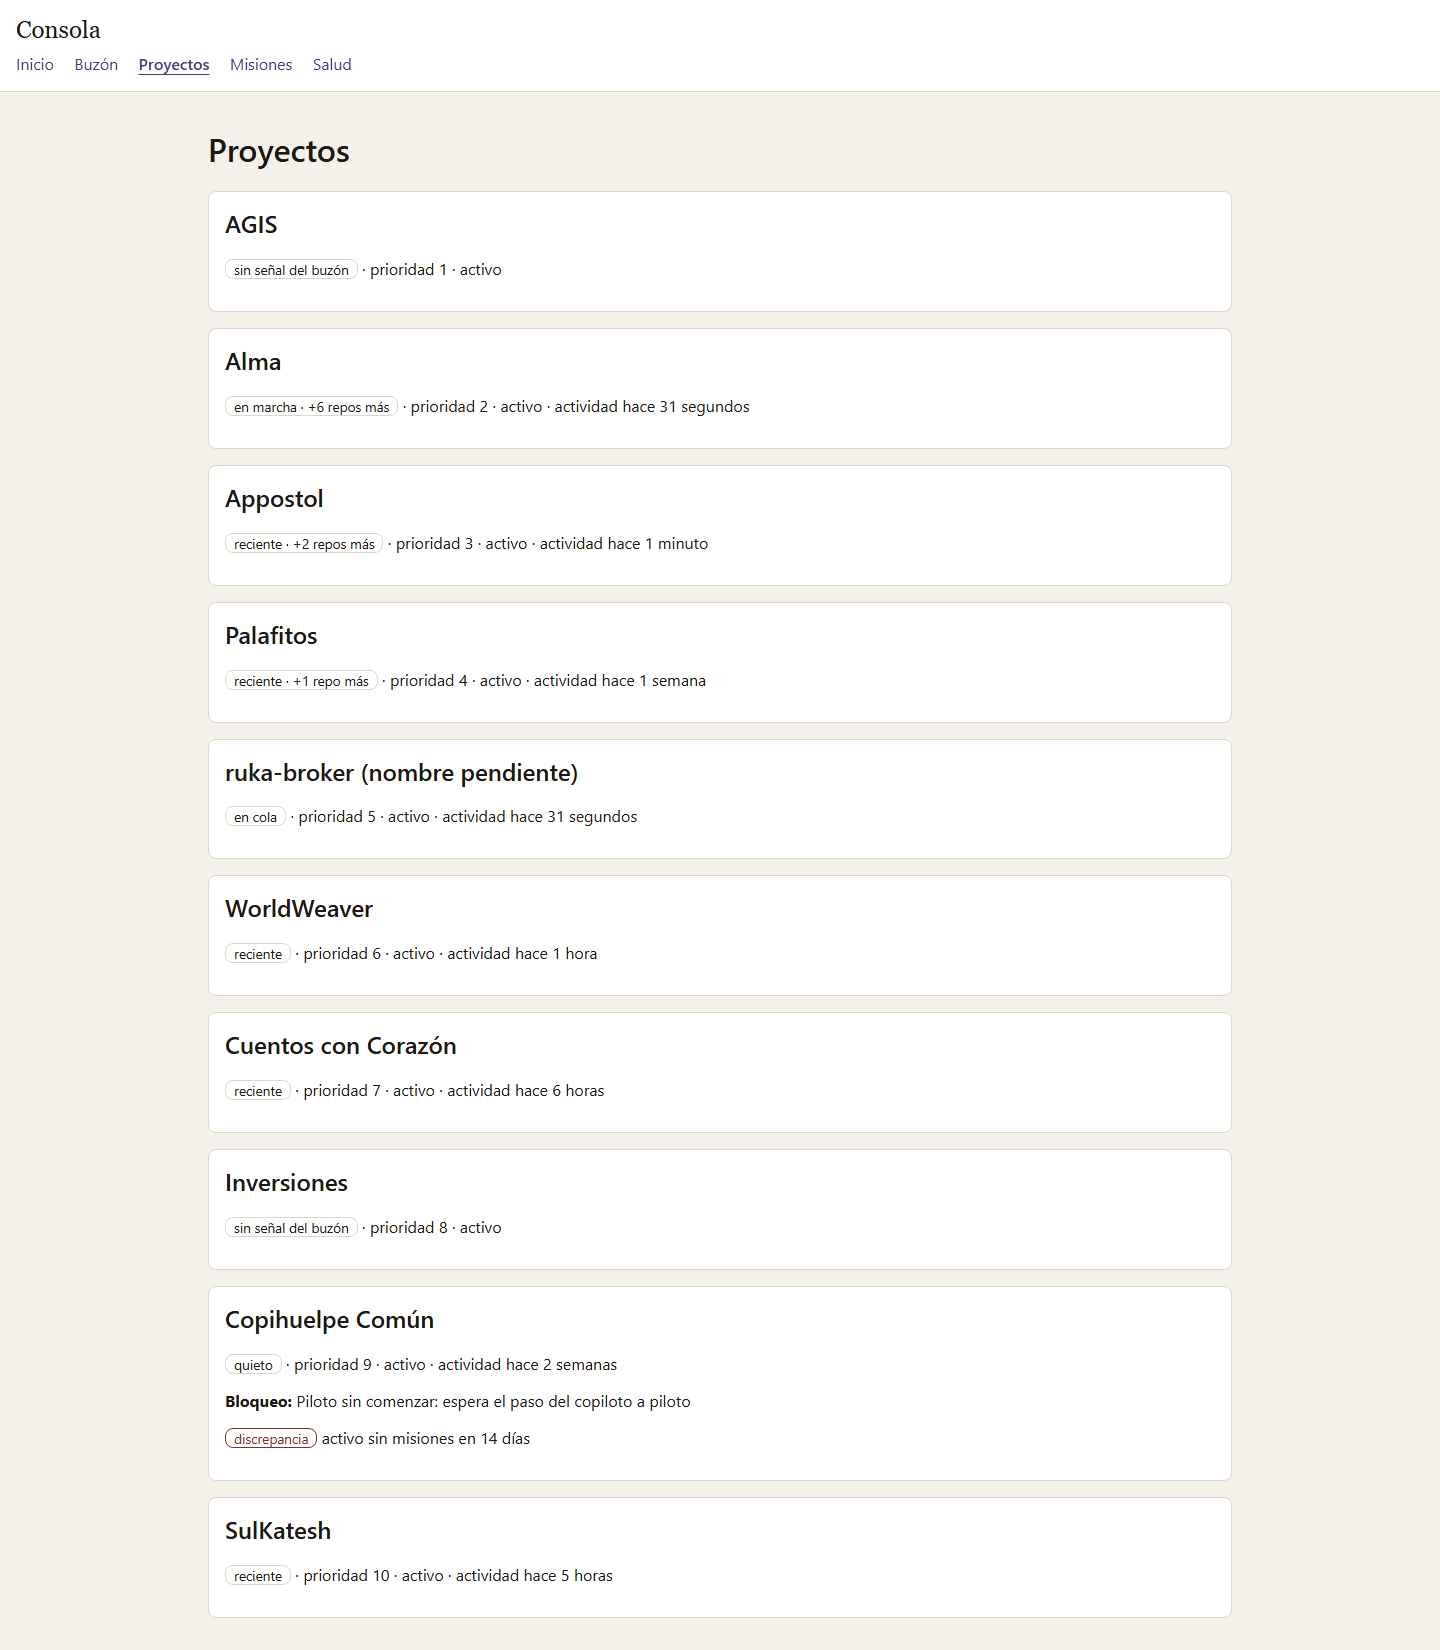 Consola
Inicio Buzón Proyectos Misiones Salud
Proyectos
AGIS
sin señal del buzón · prioridad 1 · activo
Alma
en marcha · +6 repos más · prioridad 2 · activo · actividad hace 31 segundos
Appostol
reciente · +2 repos más · prioridad 3 · activo · actividad hace 1 minuto
Palafitos
reciente · +1 repo más · prioridad 4 · activo · actividad hace 1 semana
ruka-broker (nombre pendiente)
en cola · prioridad 5 · activo · actividad hace 31 segundos
WorldWeaver
reciente · prioridad 6 · activo · actividad hace 1 hora
Cuentos con Corazón
reciente · prioridad 7 · activo · actividad hace 6 horas
Inversiones
sin señal del buzón · prioridad 8 · activo
Copihuelpe Común
quieto · prioridad 9 · activo · actividad hace 2 semanas
Bloqueo: Piloto sin comenzar: espera el paso del copiloto a piloto
discrepancia activo sin misiones en 14 días
SulKatesh
reciente · prioridad 10 · activo · actividad hace 5 horas